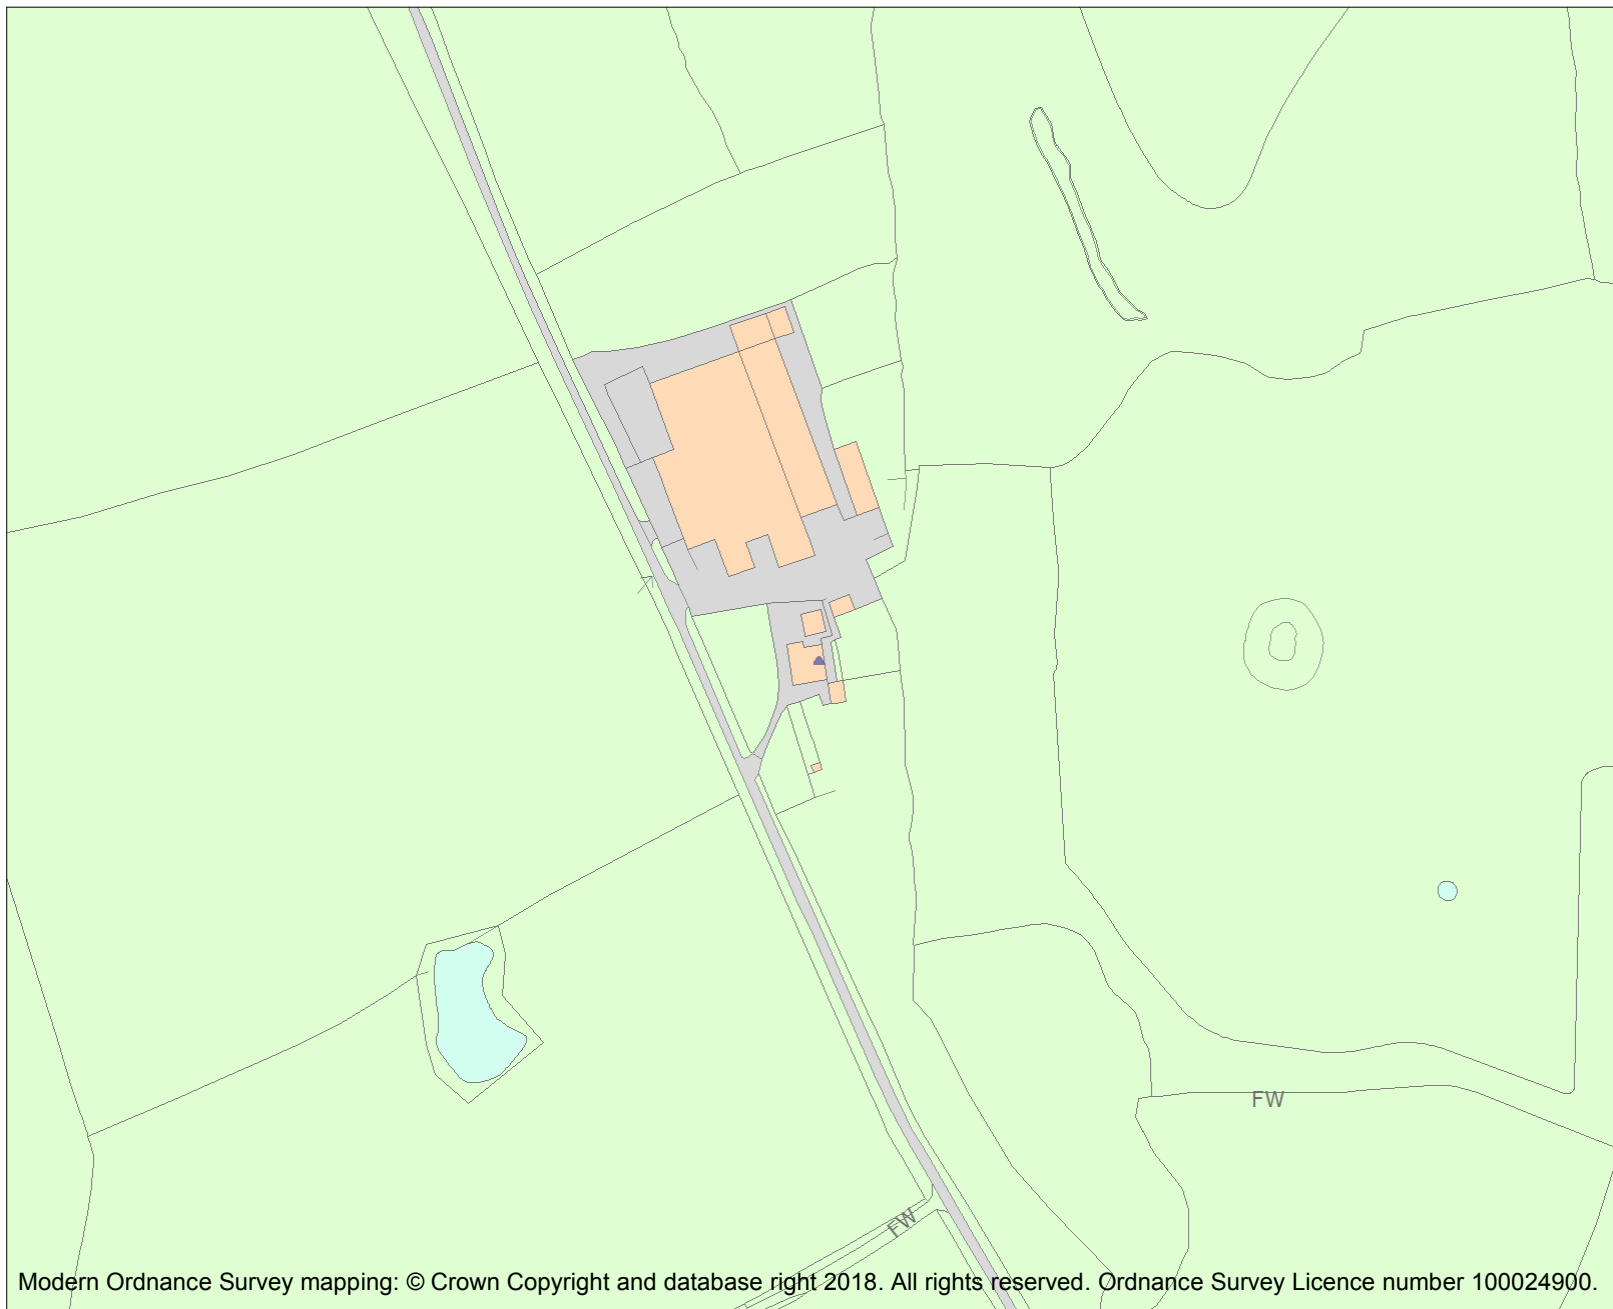 FW
FW
Modern Ordnance Survey mapping: © Crown Copyright and database right 2018. All rights reserved. Ordnance Survey Licence number 100024900.